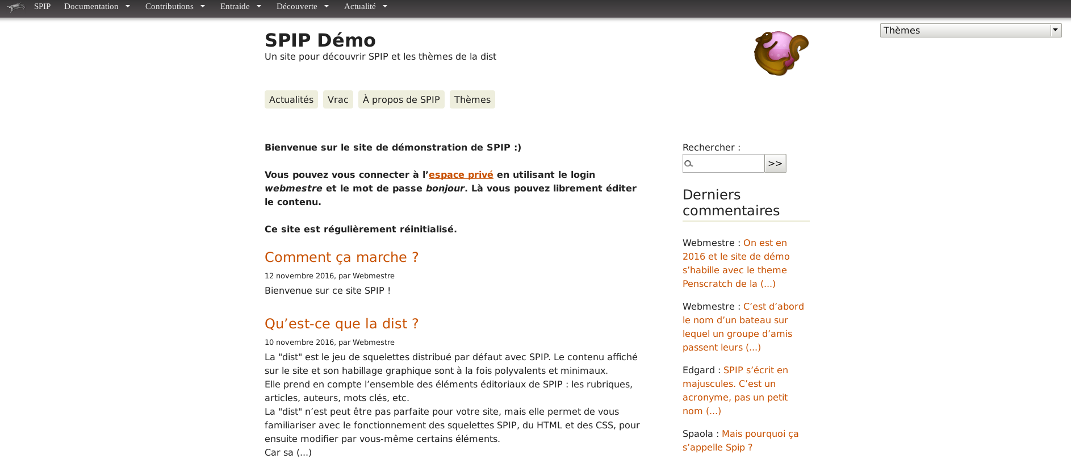 SPIP Documentation Contributions Entraide Découverte Actualité
Thèmes
SPIP Démo
Un site pour découvrir SPIP et les thèmes de la dist
Actualités Vrac À propos de SPIP Thèmes
Bienvenue sur le site de démonstration de SPIP :)
Vous pouvez vous connecter à l’espace privé en utilisant le login
webmestre et le mot de passe bonjour. Là vous pouvez librement éditer
le contenu.
Ce site est régulièrement réinitialisé.
Comment ça marche ?
12 novembre 2016, par Webmestre
Bienvenue sur ce site SPIP !
Qu’est-ce que la dist ?
10 novembre 2016, par Webmestre
La "dist" est le jeu de squelettes distribué par défaut avec SPIP. Le contenu affiché
sur le site et son habillage graphique sont à la fois polyvalents et minimaux.
Elle prend en compte l’ensemble des éléments éditoriaux de SPIP : les rubriques,
articles, auteurs, mots clés, etc.
La "dist" n’est peut être pas parfaite pour votre site, mais elle permet de vous
familiariser avec le fonctionnement des squelettes SPIP, du HTML et des CSS, pour
ensuite modifier par vous-même certains éléments.
Car sa (...)
Rechercher :
>>
Derniers
commentaires
Webmestre : On est en
2016 et le site de démo
s’habille avec le theme
Penscratch de la (...)
Webmestre : C’est d’abord
le nom d’un bateau sur
lequel un groupe d’amis
passent leurs (...)
Edgard : SPIP s’écrit en
majuscules. C’est un
acronyme, pas un petit
nom (...)
Spaola : Mais pourquoi ça
s’appelle Spip ?